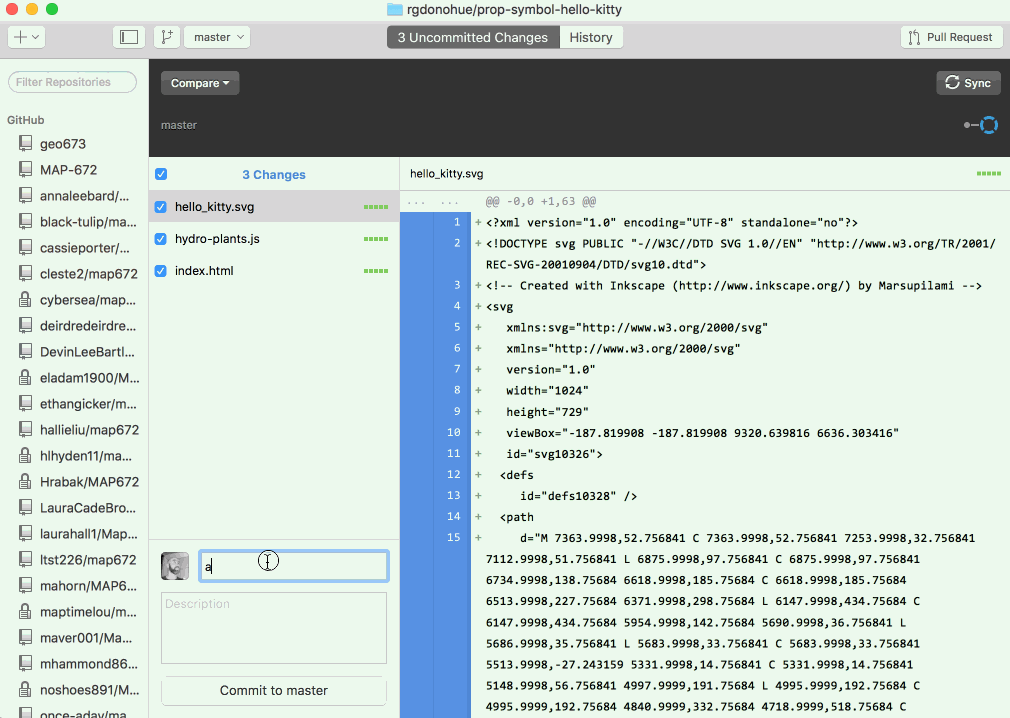 rgdonohue/prop-symbol-hello-kitty
master
3 Uncommitted Changes
History
Pull Request
Filter Repositories
GitHub
geo673
MAP-672
annaleebard/...
black-tulip/ma...
cassieporter/...
cleste2/map672
cybersea/map...
deirdredeirdre...
DevinLeeBartl...
eladam1900/M...
ethangicker/m...
hallieliu/map672
hlhyden11/ma...
Hrabak/MAP672
LauraCadeBro...
laurahall1/Map...
ltst226/map672
mahorn/MAP6...
maptimelou/m...
maver001/Ma...
mhammond86...
noshoes891/M...
once-aday/ma
Compare
Sync
master
3 Changes
hello_kitty.svg
hydro-plants.js
index.html
a
Description
Commit to master
hello_kitty.svg
... ... @@ -0,0 +1,63 @@
1 + <?xml version="1.0" encoding="UTF-8" standalone="no"?>
2 + <!DOCTYPE svg PUBLIC "-//W3C//DTD SVG 1.0//EN" "http://www.w3.org/TR/2001/
REC-SVG-20010904/DTD/svg10.dtd">
3 + <!-- Created with Inkscape (http://www.inkscape.org/) by Marsupilami -->
4 + <svg
5 + xmlns:svg="http://www.w3.org/2000/svg"
6 + xmlns="http://www.w3.org/2000/svg"
7 + version="1.0"
8 + width="1024"
9 + height="729"
10 + viewBox="-187.819908 -187.819908 9320.639816 6636.303416"
11 + id="svg10326">
12 + <defs
13 + id="defs10328" />
14 + <path
15 + d="M 7363.9998,52.756841 C 7363.9998,52.756841 7253.9998,32.756841
7112.9998,51.756841 L 6875.9998,97.756841 C 6875.9998,97.756841
6734.9998,138.75684 6618.9998,185.75684 C 6618.9998,185.75684
6513.9998,227.75684 6371.9998,298.75684 L 6147.9998,434.75684 C
6147.9998,434.75684 5954.9998,142.75684 5690.9998,36.756841 L
5686.9998,35.756841 L 5683.9998,33.756841 C 5683.9998,33.756841
5513.9998,-27.243159 5331.9998,14.756841 C 5331.9998,14.756841
5148.9998,56.756841 4997.9999,191.75684 L 4995.9999,192.75684 C
4995.9999,192.75684 4840.9999,332.75684 4718.9999,518.75684 C